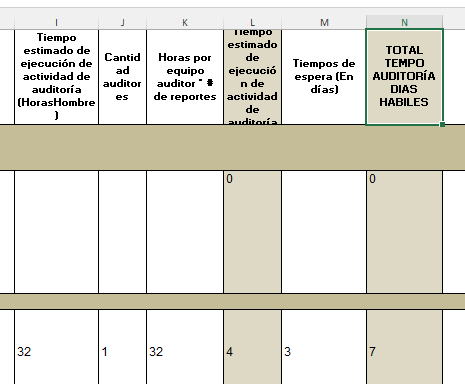 I J K L M N
Tiempo
estimado de
ejecución de
actividad de
auditoría
(HorasHombre
)
Cantid
ad
auditor
es
Horas por
equipo
auditor * #
de reportes
Tiempo
estimado
de
ejecució
n de
actividad
de
auditoría
Tiempos de
espera (En
días)
TOTAL
TEMPO
AUDITORÍA
DIAS
HABILES
0 0
32 1 32 4 3 7